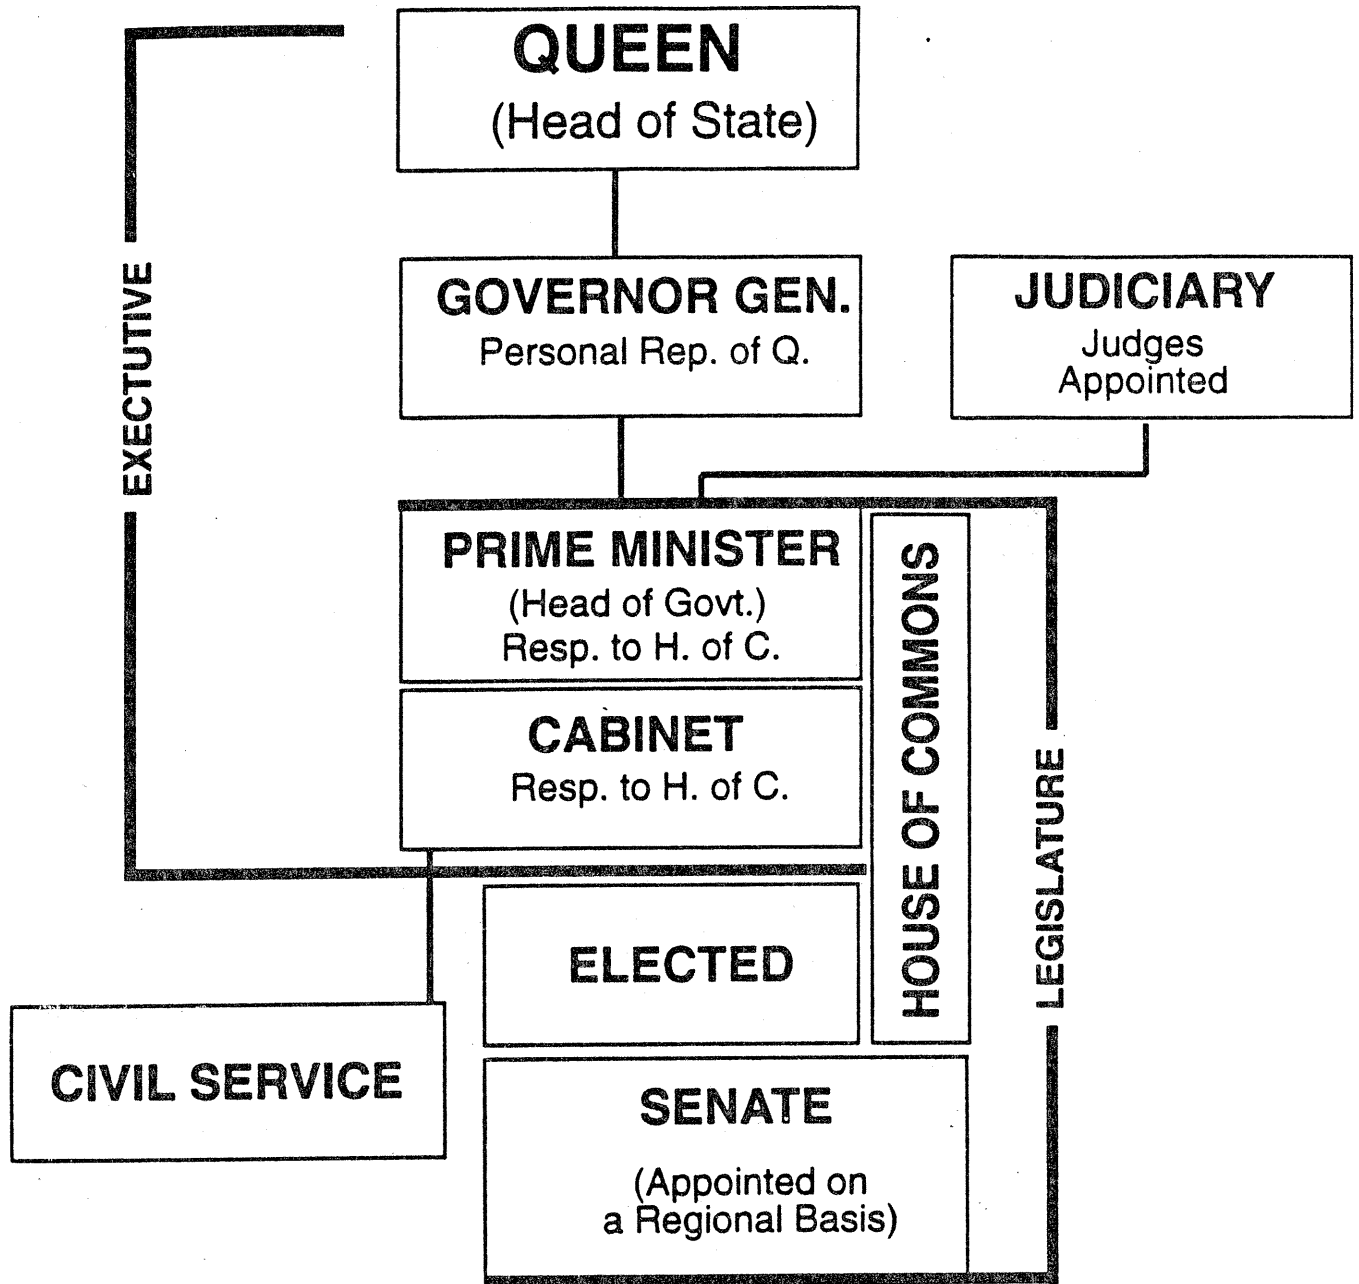 QUEEN
(Head of State)
EXECTUTIVE
GOVERNOR GEN.
Personal Rep. of Q.
JUDICIARY
Judges
Appointed
PRIME MINISTER
(Head of Govt.)
Resp. to H. of C.
CABINET
Resp. to H. of C.
HOUSE OF COMMONS
LEGISLATURE
ELECTED
CIVIL SERVICE
SENATE
(Appointed on
a Regional Basis)